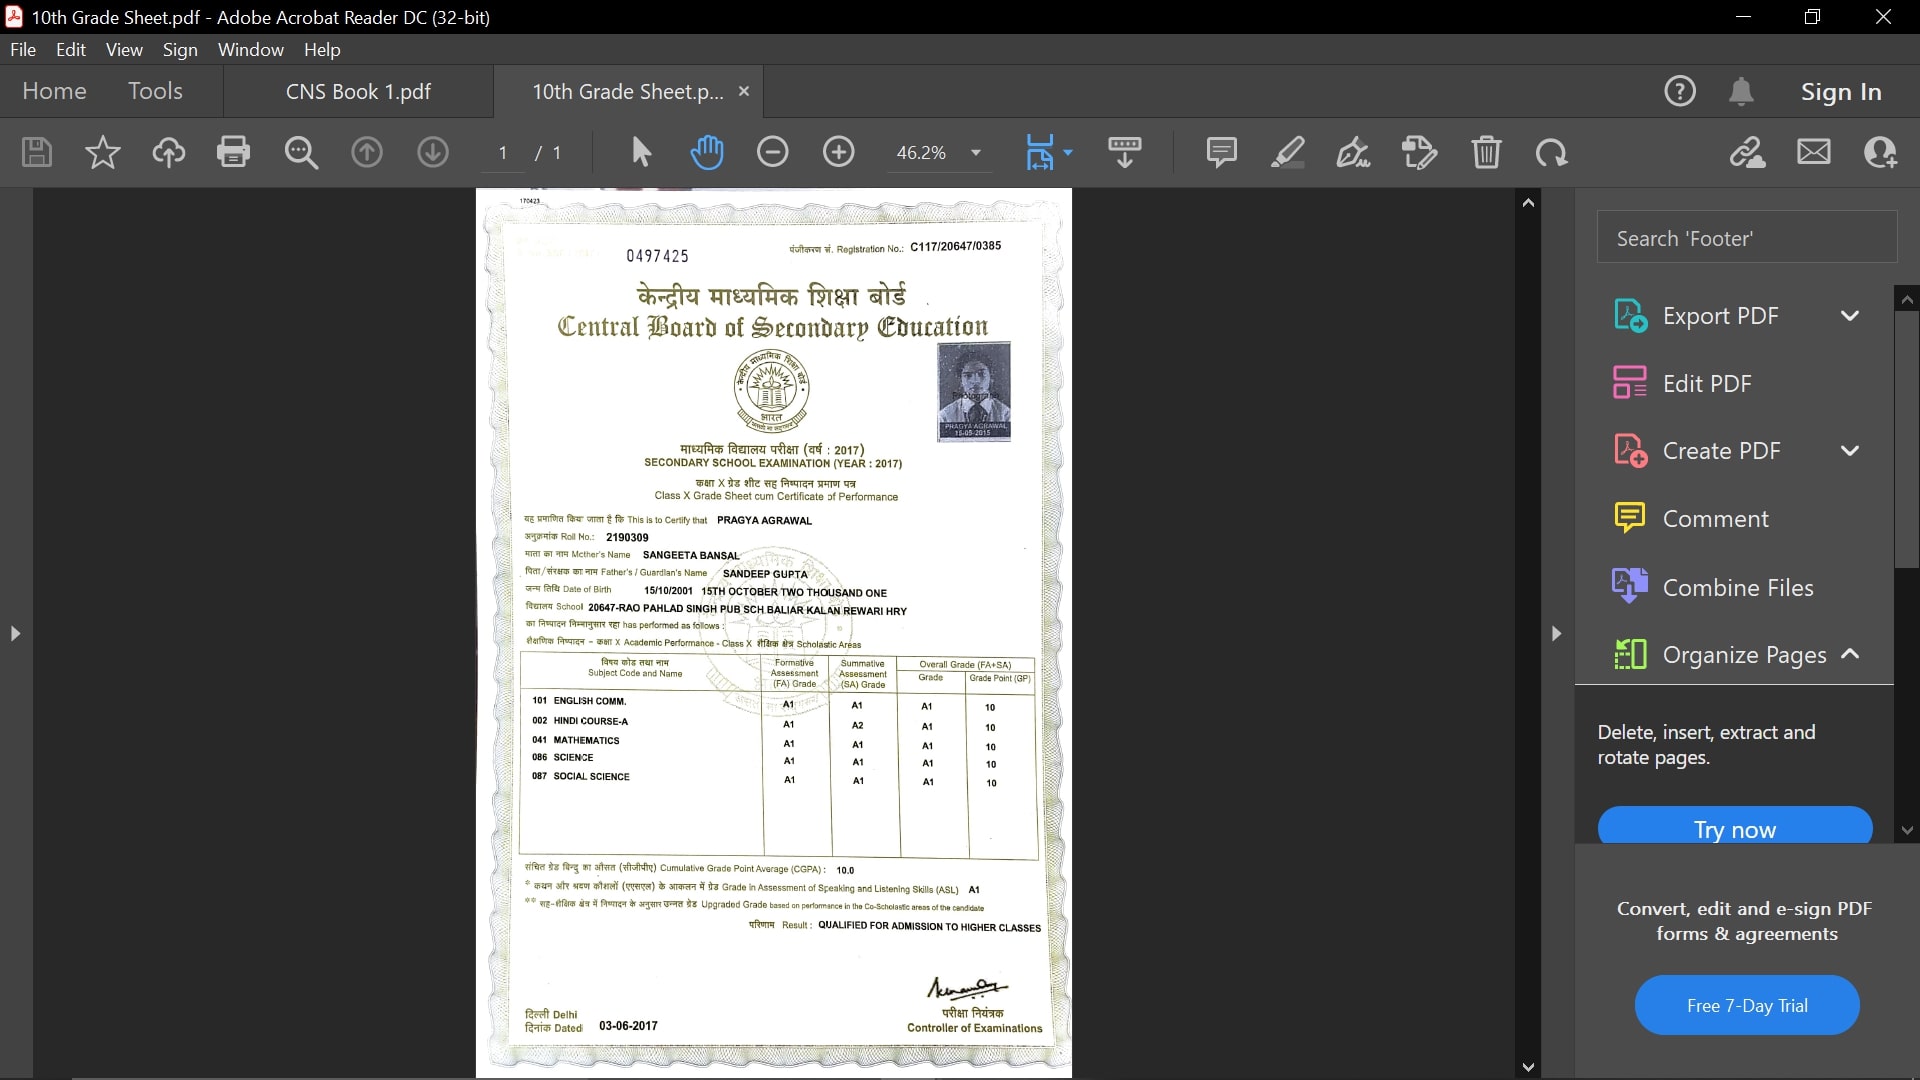 10th Grade Sheet.pdf - Adobe Acrobat Reader DC (32-bit)
File Edit View Sign Window Help
Home Tools CNS Book 1.pdf 10th Grade Sheet.p... Sign In
1 / 1 46.2%
170423
0497425
पंजीकरण सं. Registration No.: C117/20647/0385
केन्द्रीय माध्यमिक शिक्षा बोर्ड
Central Board of Secondary Education
केन्द्रीय माध्यमिक शिक्षा बोर्ड
भारत
Photograph
PRAGYA AGRAWAL
15-05-2015
माध्यमिक विद्यालय परीक्षा (वर्ष : 2017)
SECONDARY SCHOOL EXAMINATION (YEAR : 2017)
कक्षा X ग्रेड शीट सह निष्पादन प्रमाण पत्र
Class X Grade Sheet cum Certificate of Performance
यह प्रमाणित किया जाता है कि This is to Certify that PRAGYA AGRAWAL
अनुक्रमांक Roll No.: 2190309
माता का नाम Mother's Name SANGEETA BANSAL
पिता/संरक्षक का नाम Father's / Guardian's Name SANDEEP GUPTA
जन्म तिथि Date of Birth 15/10/2001 15TH OCTOBER TWO THOUSAND ONE
विद्यालय School 20647-RAO PAHLAD SINGH PUB SCH BALIAR KALAN REWARI HRY
का निष्पादन निम्नानुसार रहा has performed as follows :
शैक्षणिक निष्पादन - कक्षा X Academic Performance - Class X शैक्षिक क्षेत्र Scholastic Areas
विषय कोड तथा नाम
Subject Code and Name
Formative Assessment (FA) Grade
Summative Assessment (SA) Grade
Overall Grade (FA+SA)
Grade Grade Point (GP)
101 ENGLISH COMM. A1 A1 A1 10
002 HINDI COURSE-A A1 A2 A1 10
041 MATHEMATICS A1 A1 A1 10
086 SCIENCE A1 A1 A1 10
087 SOCIAL SCIENCE A1 A1 A1 10
संचित ग्रेड बिन्दु का औसत (सीजीपीए) Cumulative Grade Point Average (CGPA) : 10.0
* कथन और श्रवण कौशलों (एएसएल) के आकलन में ग्रेड Grade in Assessment of Speaking and Listening Skills (ASL) A1
** सह-शैक्षिक क्षेत्र में निष्पादन के अनुसार उन्नत ग्रेड Upgraded Grade based on performance in the Co-Scholastic areas of the candidate
परिणाम Result : QUALIFIED FOR ADMISSION TO HIGHER CLASSES
दिल्ली Delhi
दिनांक Dated 03-06-2017
परीक्षा नियंत्रक
Controller of Examinations
Search 'Footer'
Export PDF
Edit PDF
Create PDF
Comment
Combine Files
Organize Pages
Delete, insert, extract and
rotate pages.
Try now
Convert, edit and e-sign PDF
forms & agreements
Free 7-Day Trial